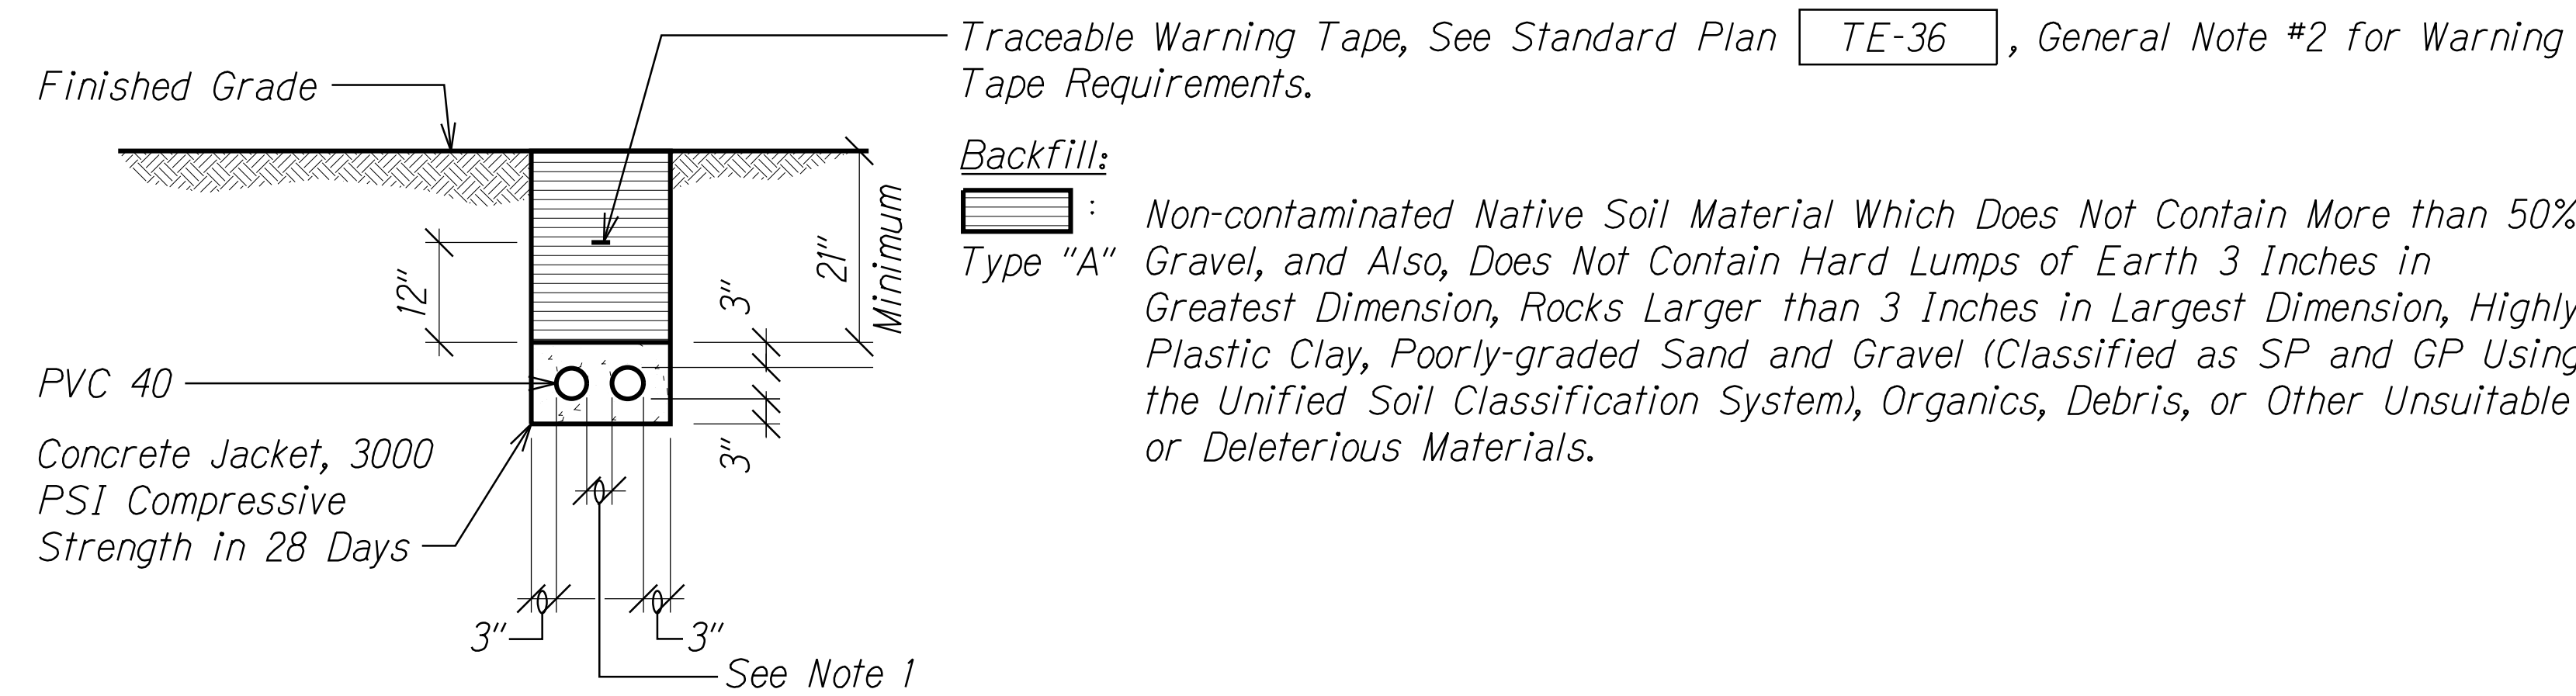 Traceable Warning Tape, See Standard Plan TE-36 , General Note #2 for Warning
Tape Requirements.
Finished Grade
Backfill:
:
Type "A"
Non-contaminated Native Soil Material Which Does Not Contain More than 50%
Gravel, and Also, Does Not Contain Hard Lumps of Earth 3 Inches in
Greatest Dimension, Rocks Larger than 3 Inches in Largest Dimension, Highly
Plastic Clay, Poorly-graded Sand and Gravel (Classified as SP and GP Using
the Unified Soil Classification System), Organics, Debris, or Other Unsuitable
or Deleterious Materials.
12"
21"
Minimum
3"
PVC 40
3"
Concrete Jacket, 3000
PSI Compressive
Strength in 28 Days
3"
3"
See Note 1